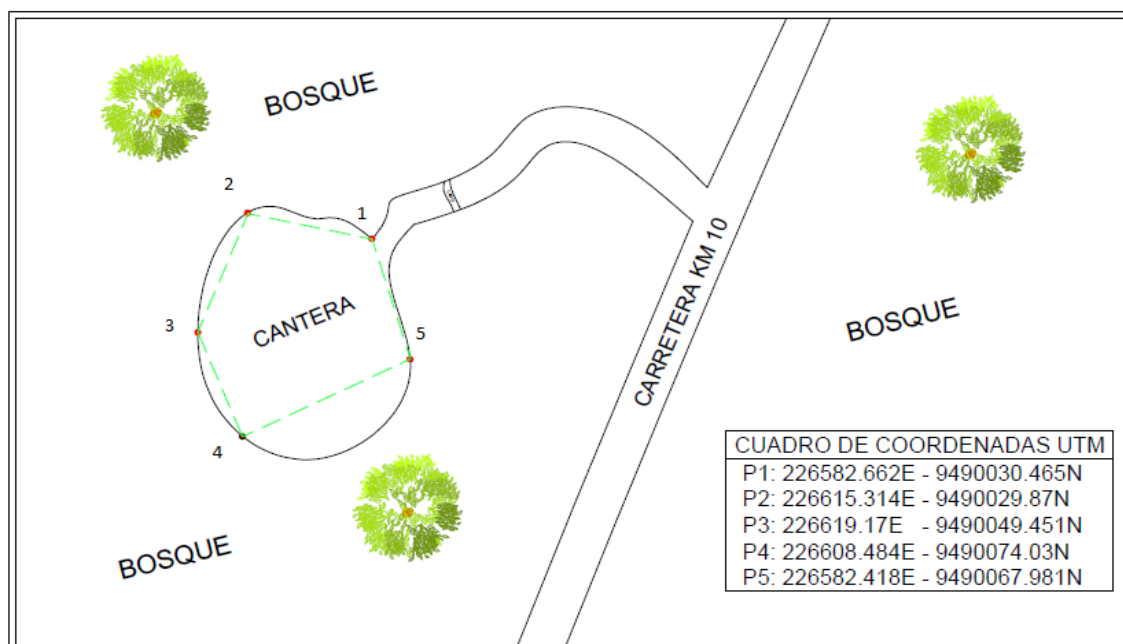 BOSQUE
2
1
3
CANTERA
5
4
BOSQUE
CARRETERA KM 10
BOSQUE
CUADRO DE COORDENADAS UTM
P1: 226582.662E - 9490030.465N
P2: 226615.314E - 9490029.87N
P3: 226619.17E - 9490049.451N
P4: 226608.484E - 9490074.03N
P5: 226582.418E - 9490067.981N